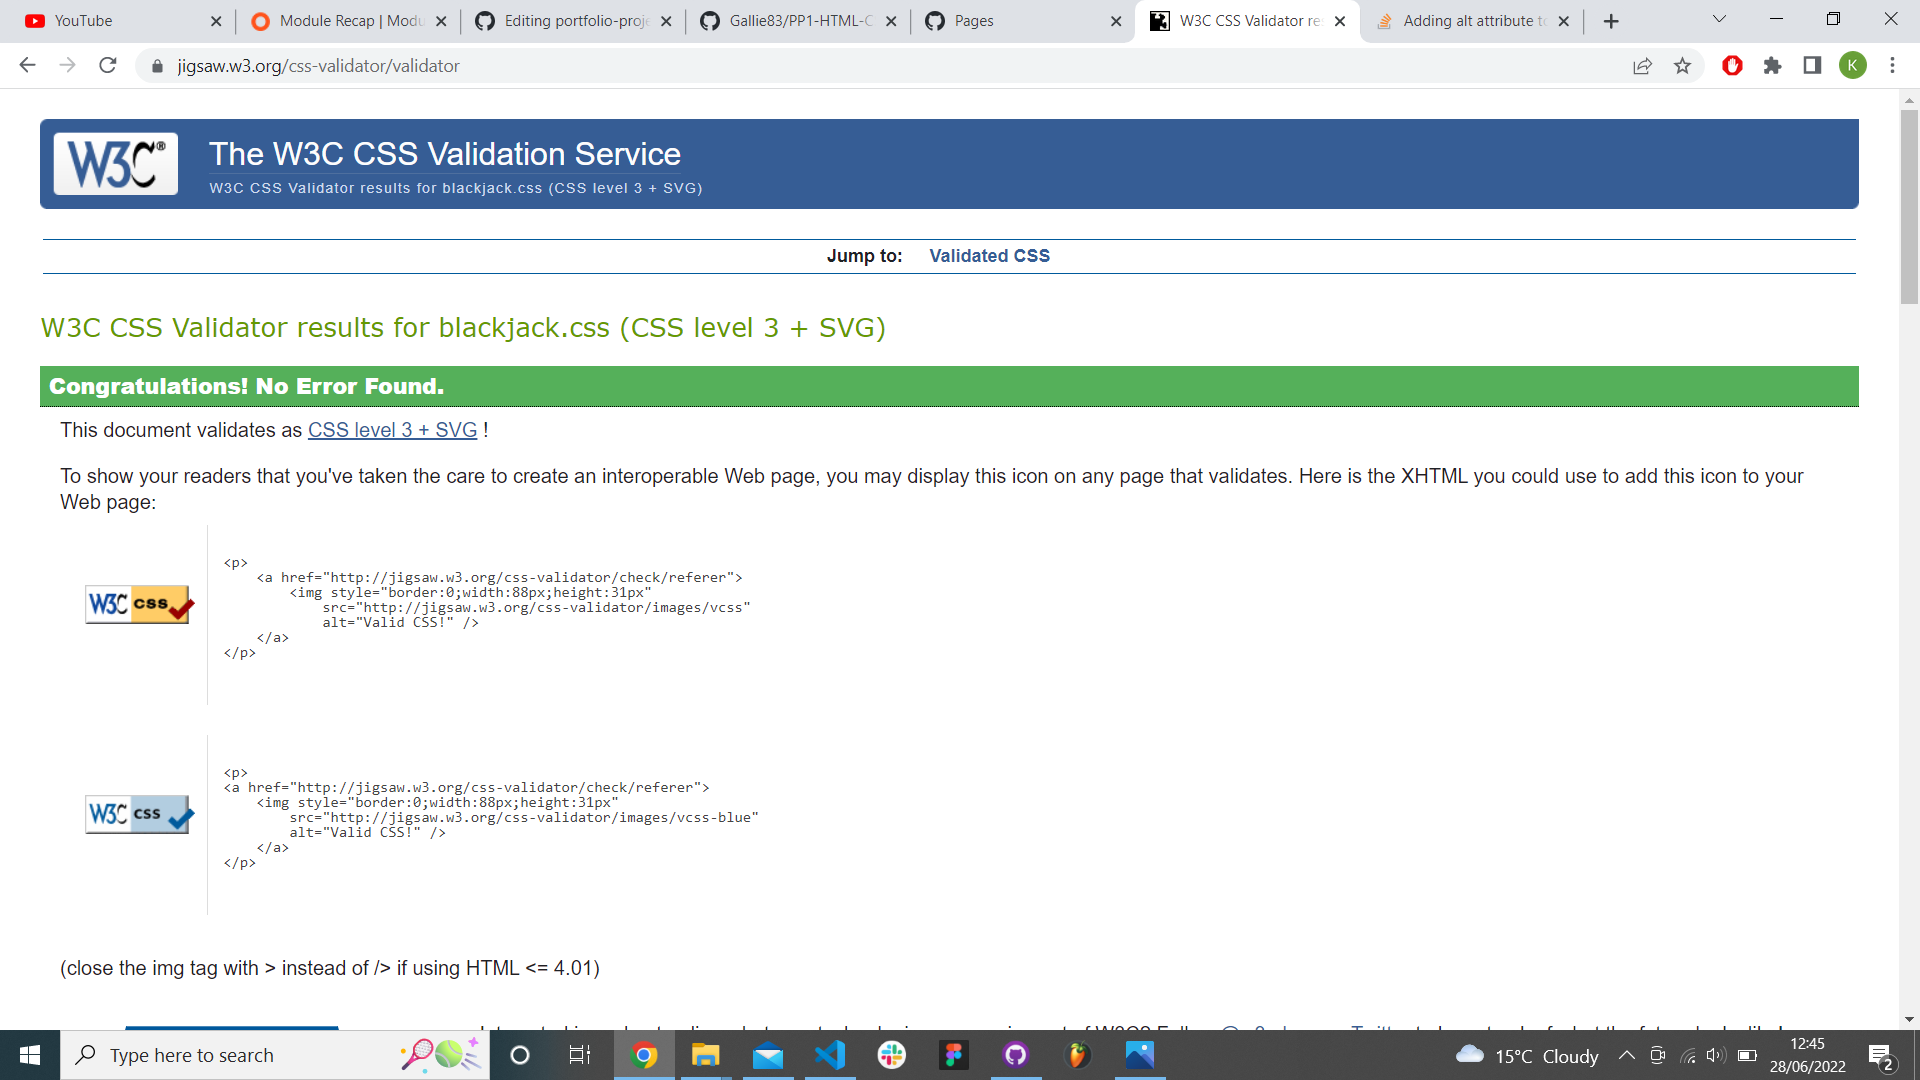 YouTube
Module Recap | Modu
Editing portfolio-proje
Gallie83/PP1-HTML-C
Pages
W3C CSS Validator res
Adding alt attribute to
jigsaw.w3.org/css-validator/validator
K
W3C®
The W3C CSS Validation Service
W3C CSS Validator results for blackjack.css (CSS level 3 + SVG)
Jump to: Validated CSS
W3C CSS Validator results for blackjack.css (CSS level 3 + SVG)
Congratulations! No Error Found.
This document validates as CSS level 3 + SVG !
To show your readers that you've taken the care to create an interoperable Web page, you may display this icon on any page that validates. Here is the XHTML you could use to add this icon to your
Web page:
W3C css
<p>
<a href="http://jigsaw.w3.org/css-validator/check/referer">
<img style="border:0;width:88px;height:31px"
src="http://jigsaw.w3.org/css-validator/images/vcss"
alt="Valid CSS!" />
</a>
</p>
W3C css
<p>
<a href="http://jigsaw.w3.org/css-validator/check/referer">
<img style="border:0;width:88px;height:31px"
src="http://jigsaw.w3.org/css-validator/images/vcss-blue"
alt="Valid CSS!" />
</a>
</p>
(close the img tag with > instead of /> if using HTML <= 4.01)
Type here to search
15°C Cloudy
12:45
28/06/2022
2